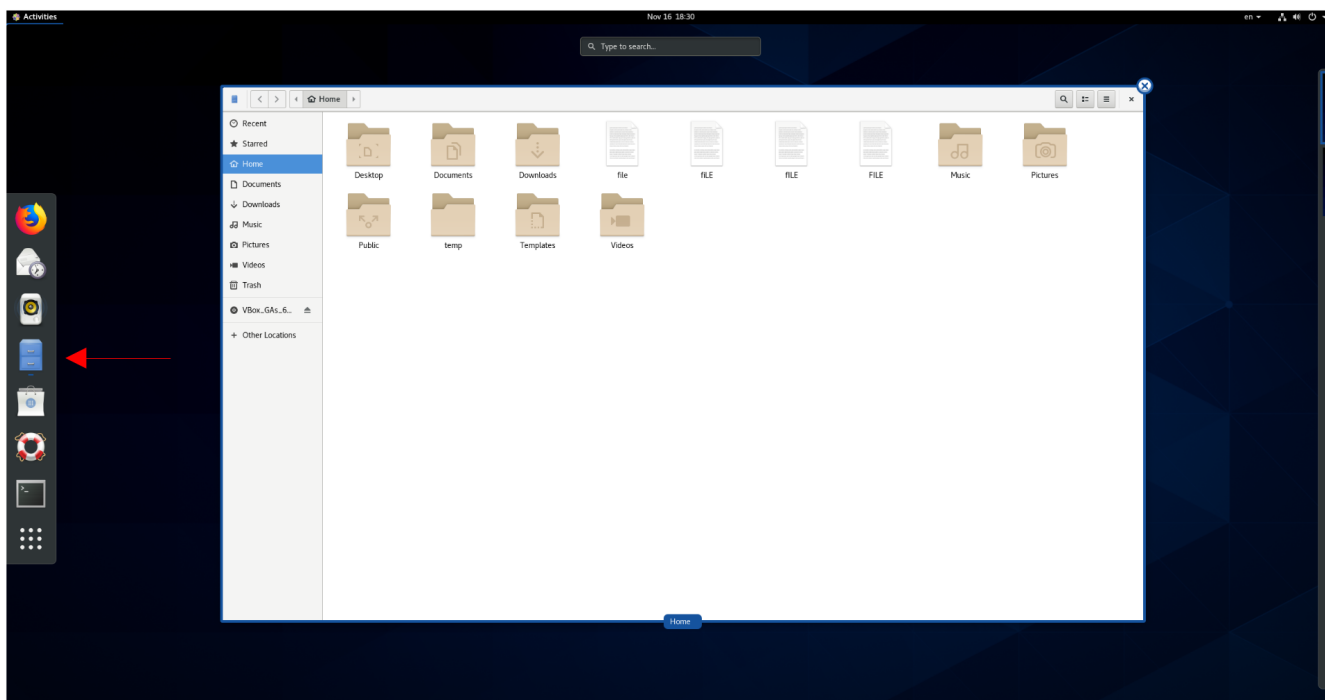 Activities
Nov 16 18:30
en
Type to search...
Home
Recent
Starred
Home
Documents
Downloads
Music
Pictures
Videos
Trash
VBox_GAs_6...
+ Other Locations
Desktop
Documents
Downloads
file
fiLE
fILE
FILE
Music
Pictures
Public
temp
Templates
Videos
Home